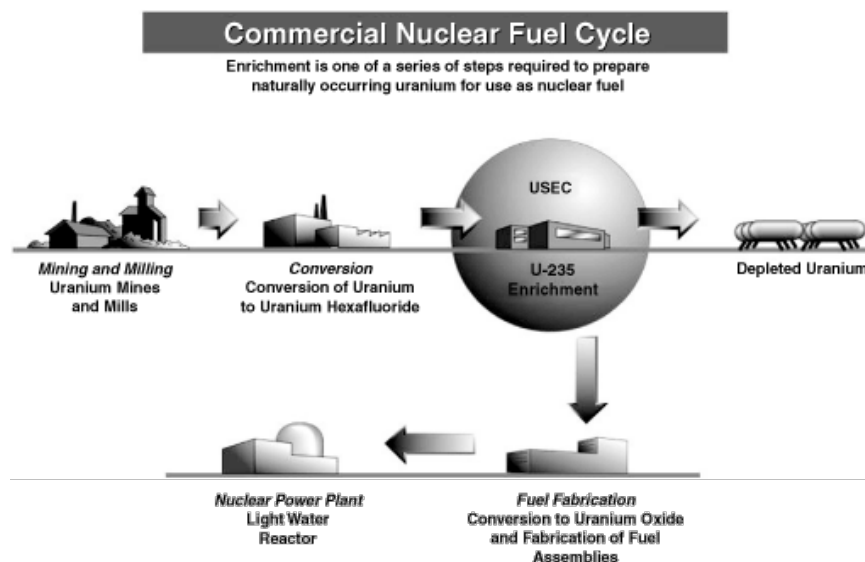 Commercial Nuclear Fuel Cycle
Enrichment is one of a series of steps required to prepare
naturally occurring uranium for use as nuclear fuel
USEC
U-235
Enrichment
Mining and Milling
Uranium Mines
and Mills
Conversion
Conversion of Uranium
to Uranium Hexafluoride
Depleted Uranium
Nuclear Power Plant
Light Water
Reactor
Fuel Fabrication
Conversion to Uranium Oxide
and Fabrication of Fuel
Assemblies